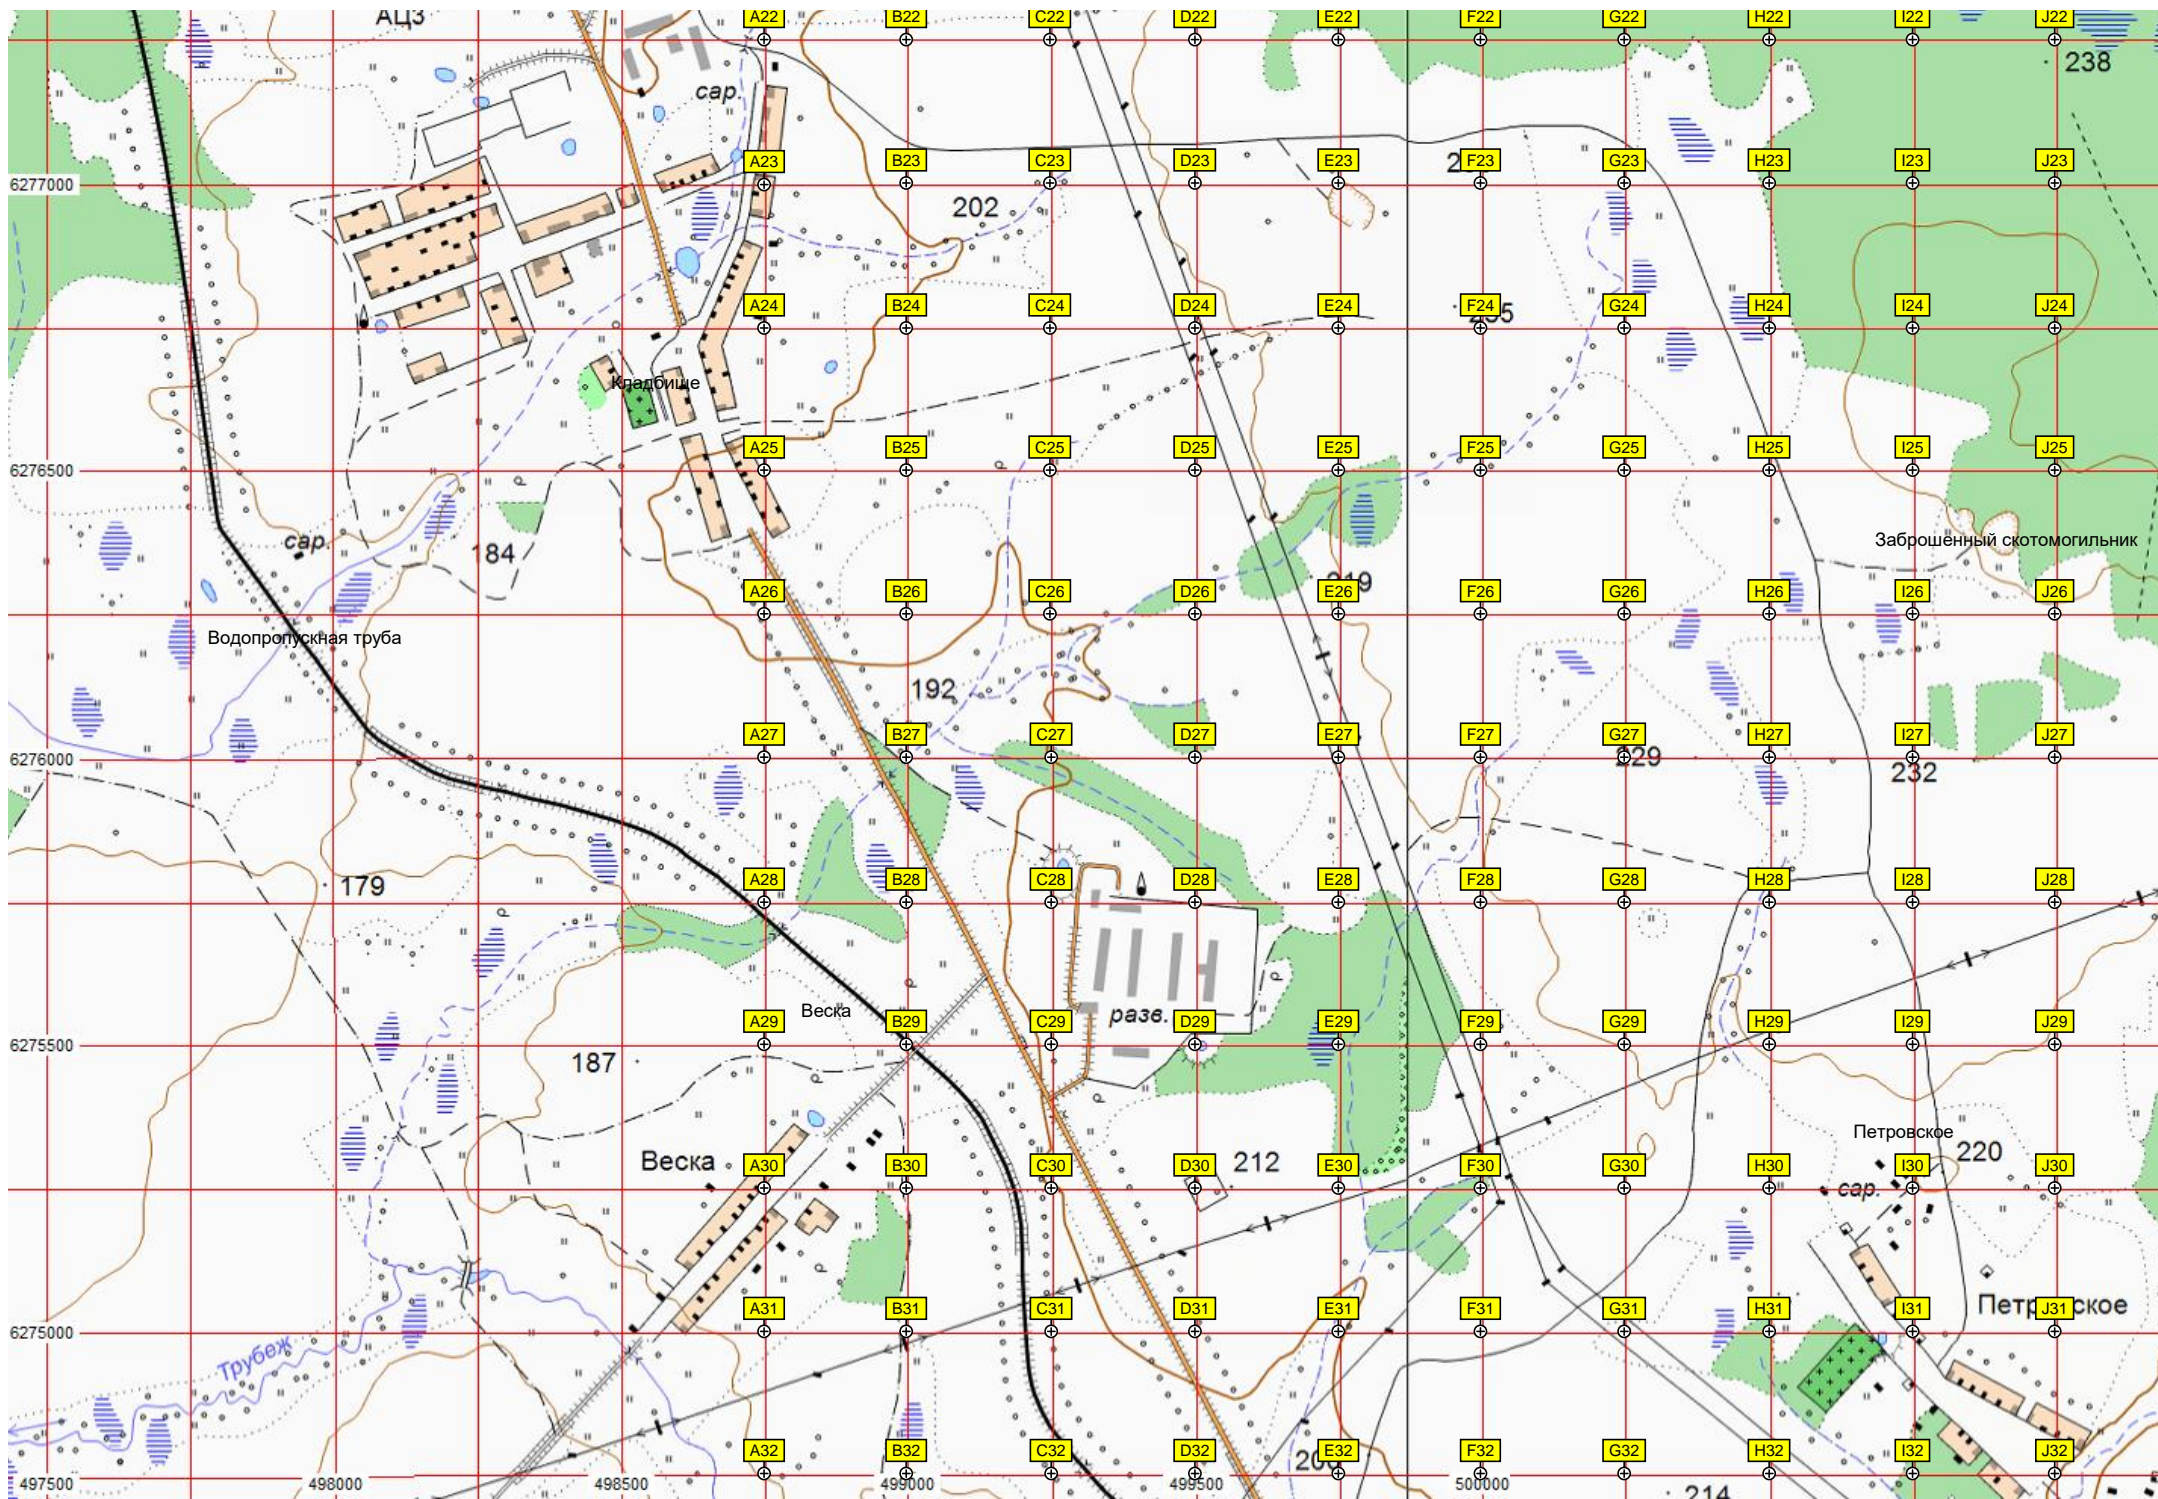 АЦЗ
A22 B22 C22 D22 E22 F22 G22 H22 I22 J22
238
сар.
A23 B23 C23 D23 E23 F23 G23 H23 I23 J23
6277000
202
A24 B24 C24 D24 E24 F24 G24 H24 I24 J24
Кладбище
A25 B25 C25 D25 E25 F25 G25 H25 I25 J25
6276500
сар.
184
Заброшенный скотомогильник
219
A26 B26 C26 D26 E26 F26 G26 H26 I26 J26
Водопропускная труба
192
A27 B27 C27 D27 E27 F27 G27 H27 I27 J27
6276000
229
232
179
A28 B28 C28 D28 E28 F28 G28 H28 I28 J28
Веска
разв.
A29 B29 C29 D29 E29 F29 G29 H29 I29 J29
6275500
187
Петровское
Веска
212
220
A30 B30 C30 D30 E30 F30 G30 H30 I30 J30
сар.
A31 B31 C31 D31 E31 F31 G31 H31 I31 J31
Петровское
6275000
Трубеж
A32 B32 C32 D32 E32 F32 G32 H32 I32 J32
4975000 498000 498500 499000 499500 500000
214